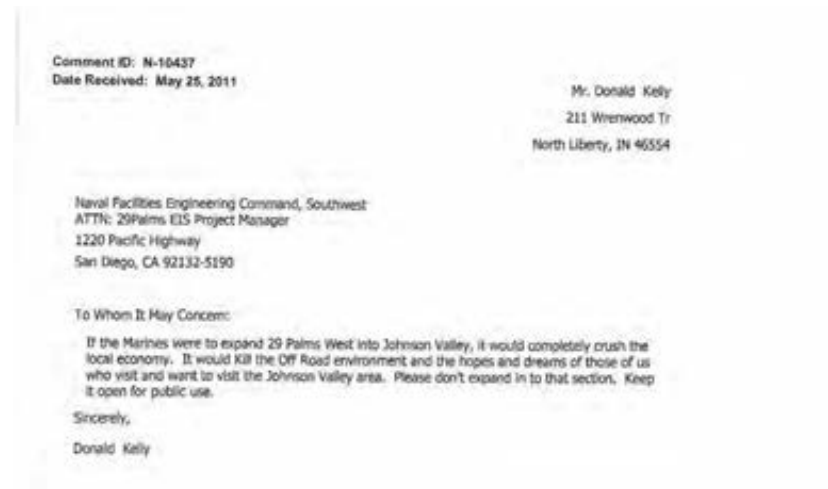 Comment ID: N-10437
Date Received: May 25, 2011
Mr. Donald Kelly
211 Wrenwood Tr
North Liberty, IN 46554
Naval Facilities Engineering Command, Southwest
ATTN: 29Palms EIS Project Manager
1220 Pacific Highway
San Diego, CA 92132-5190
To Whom It May Concern:
If the Marines were to expand 29 Palms West into Johnson Valley, it would completely crush the
local economy. It would Kill the Off Road environment and the hopes and dreams of those of us
who visit and want to visit the Johnson Valley area. Please don't expand in to that section. Keep
it open for public use.
Sincerely,
Donald Kelly